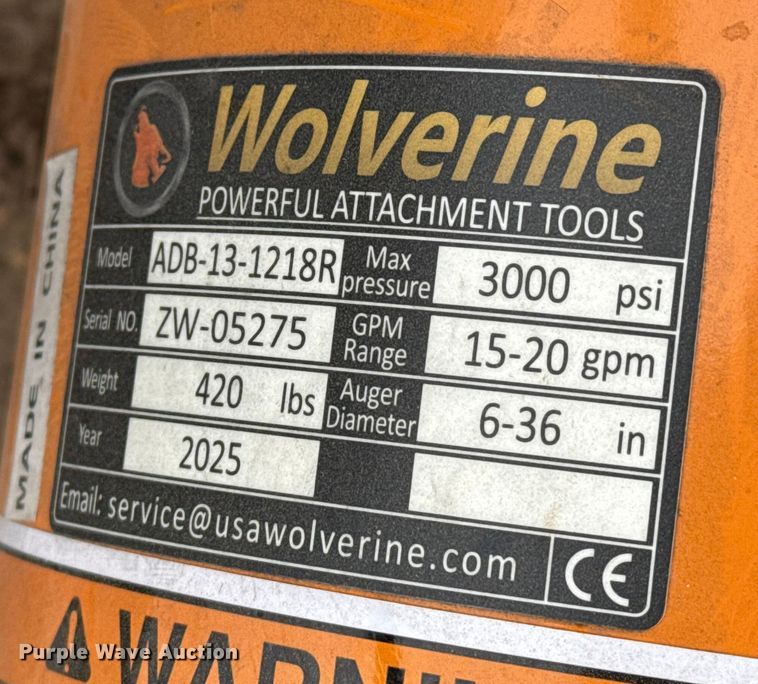 Wolverine
POWERFUL ATTACHMENT TOOLS
Model ADB-13-1218R Max pressure 3000 psi
Serial NO. ZW-05275 GPM Range 15-20 gpm
Weight 420 lbs Auger Diameter 6-36 in
Year 2025
Email: service@usawolverine.com CE
MADE IN CHINA
WARNING
Purple Wave Auction